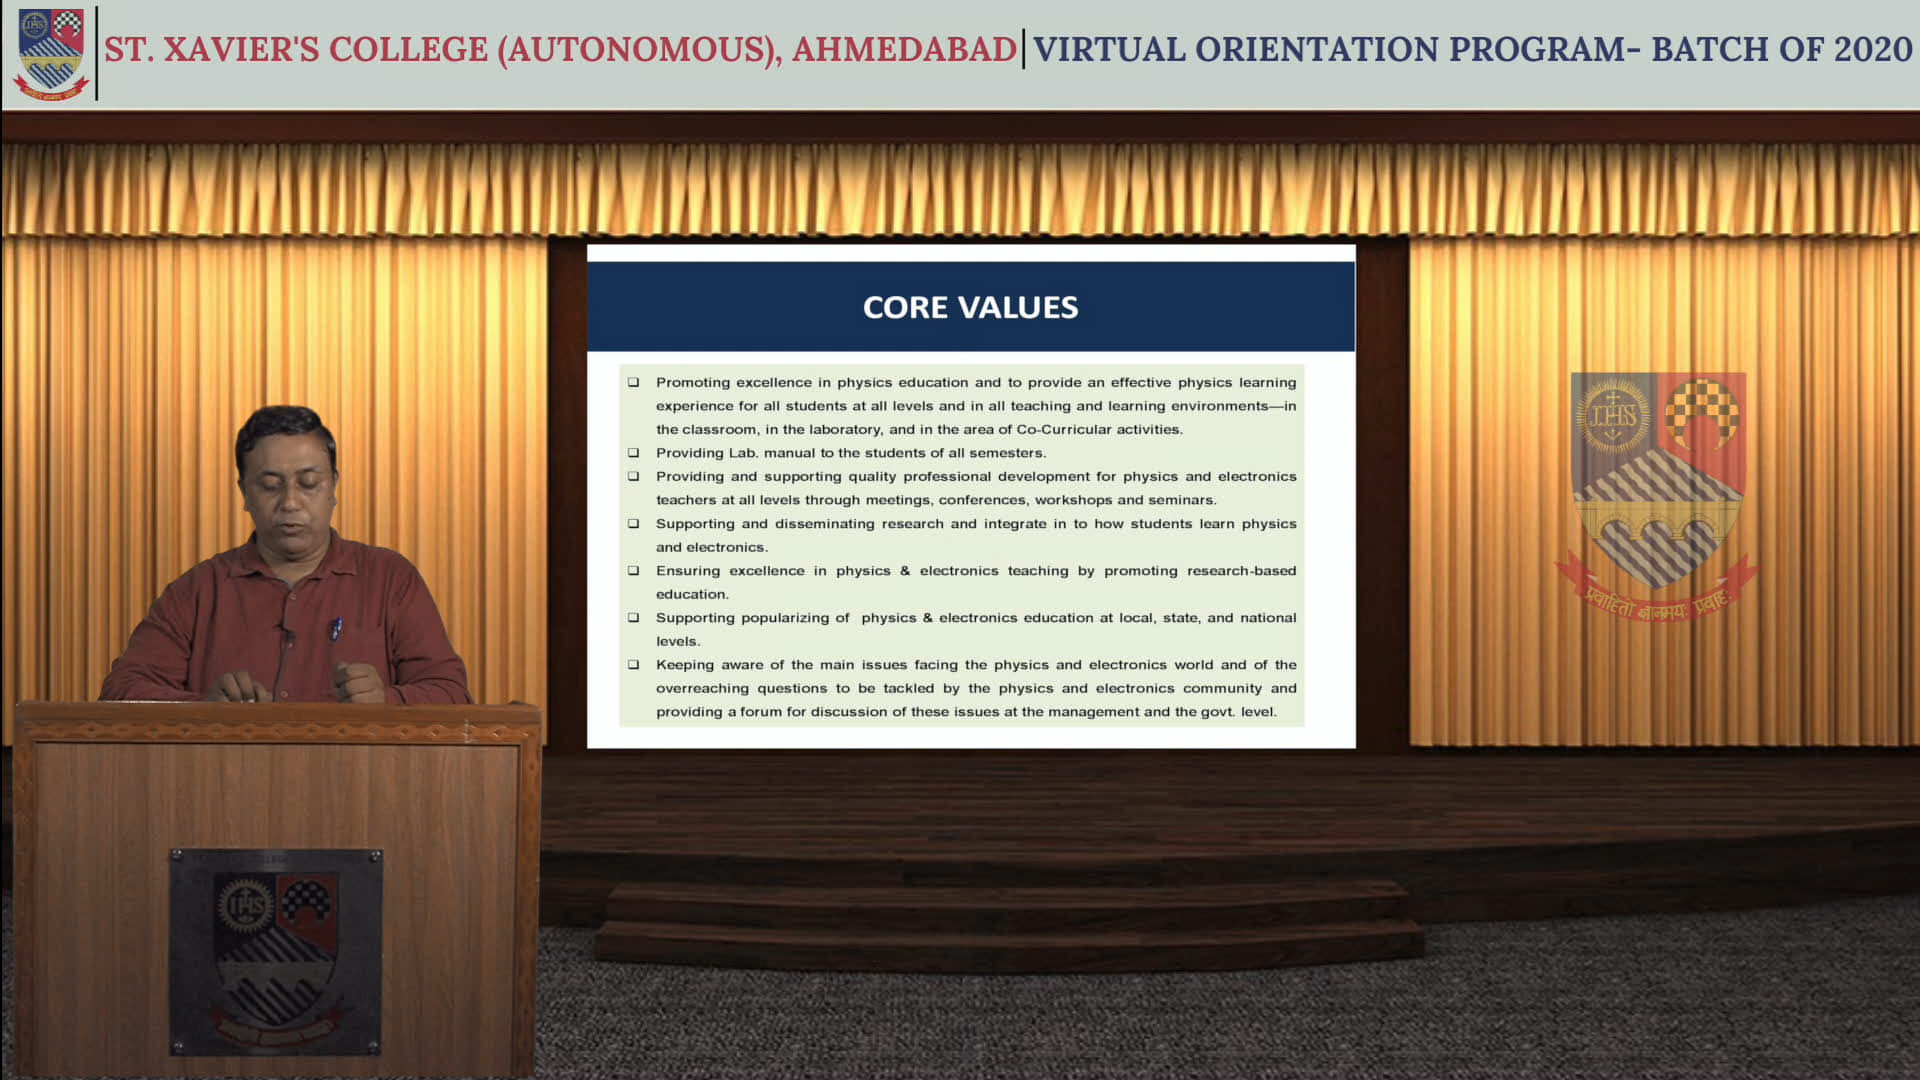 ST. XAVIER'S COLLEGE (AUTONOMOUS), AHMEDABAD
VIRTUAL ORIENTATION PROGRAM- BATCH OF 2020
CORE VALUES
❑ Promoting excellence in physics education and to provide an effective physics learning
experience for all students at all levels and in all teaching and learning environments—in
the classroom, in the laboratory, and in the area of Co-Curricular activities.
❑ Providing Lab. manual to the students of all semesters.
❑ Providing and supporting quality professional development for physics and electronics
teachers at all levels through meetings, conferences, workshops and seminars.
❑ Supporting and disseminating research and integrate in to how students learn physics
and electronics.
❑ Ensuring excellence in physics & electronics teaching by promoting research-based
education.
❑ Supporting popularizing of physics & electronics education at local, state, and national
levels.
❑ Keeping aware of the main issues facing the physics and electronics world and of the
overreaching questions to be tackled by the physics and electronics community and
providing a forum for discussion of these issues at the management and the govt. level.
IHS
प्रवाहितो ज्ञानमयः प्रवाहः
IHS